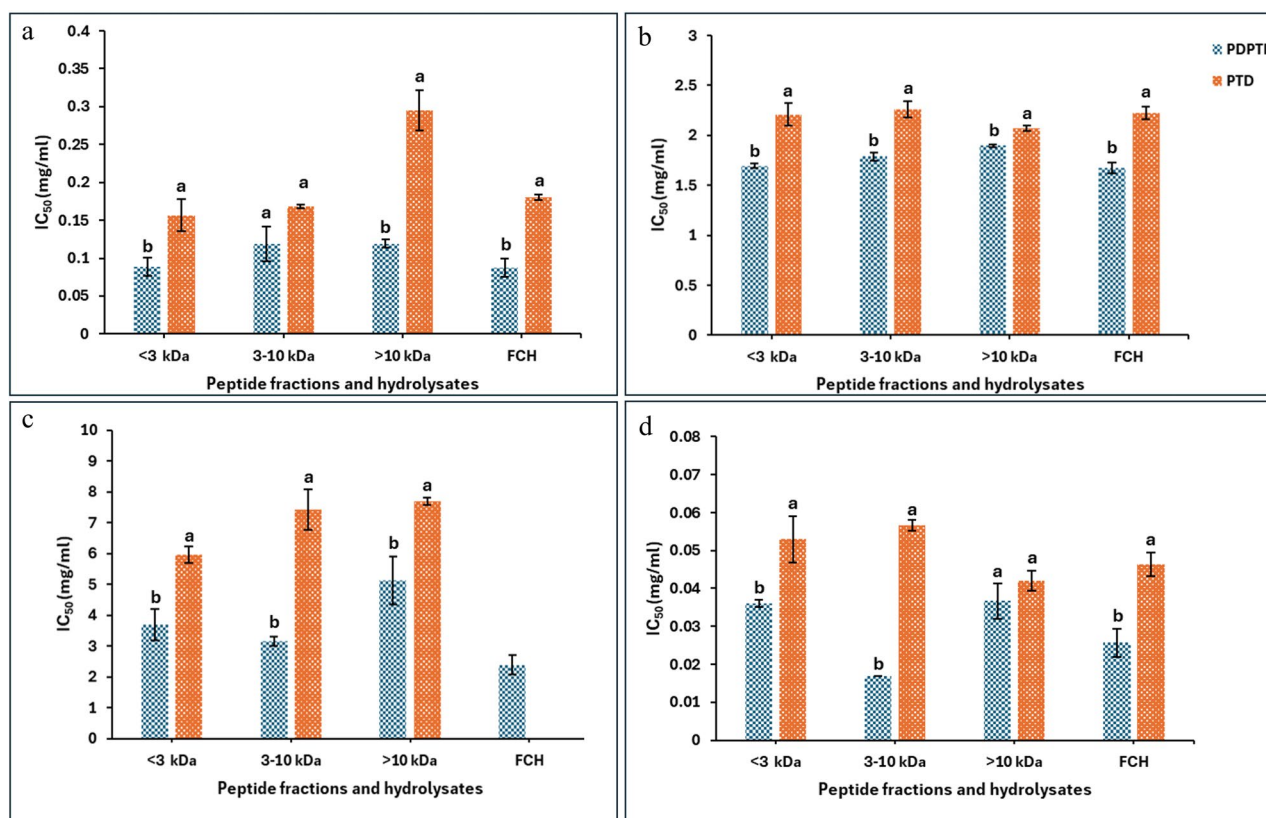 a
0.4
0.35
0.3
0.25
0.2
0.15
0.1
0.05
0
IC50 (mg/ml)
b a a a b a b a
<3 kDa 3-10 kDa >10 kDa FCH
Peptide fractions and hydrolysates
b
3
2.5
2
1.5
1
0.5
0
IC50 (mg/ml)
b a b a b a b a
<3 kDa 3-10 kDa >10 kDa FCH
Peptide fractions and hydrolysates
PTD
c
10
9
8
7
6
5
4
3
2
1
0
IC50 (mg/ml)
b a b a b a
<3 kDa 3-10 kDa >10 kDa FCH
Peptide fractions and hydrolysates
d
0.08
0.07
0.06
0.05
0.04
0.03
0.02
0.01
0
IC50 (mg/ml)
b a b a a a b a
<3 kDa 3-10 kDa >10 kDa FCH
Peptide fractions and hydrolysates